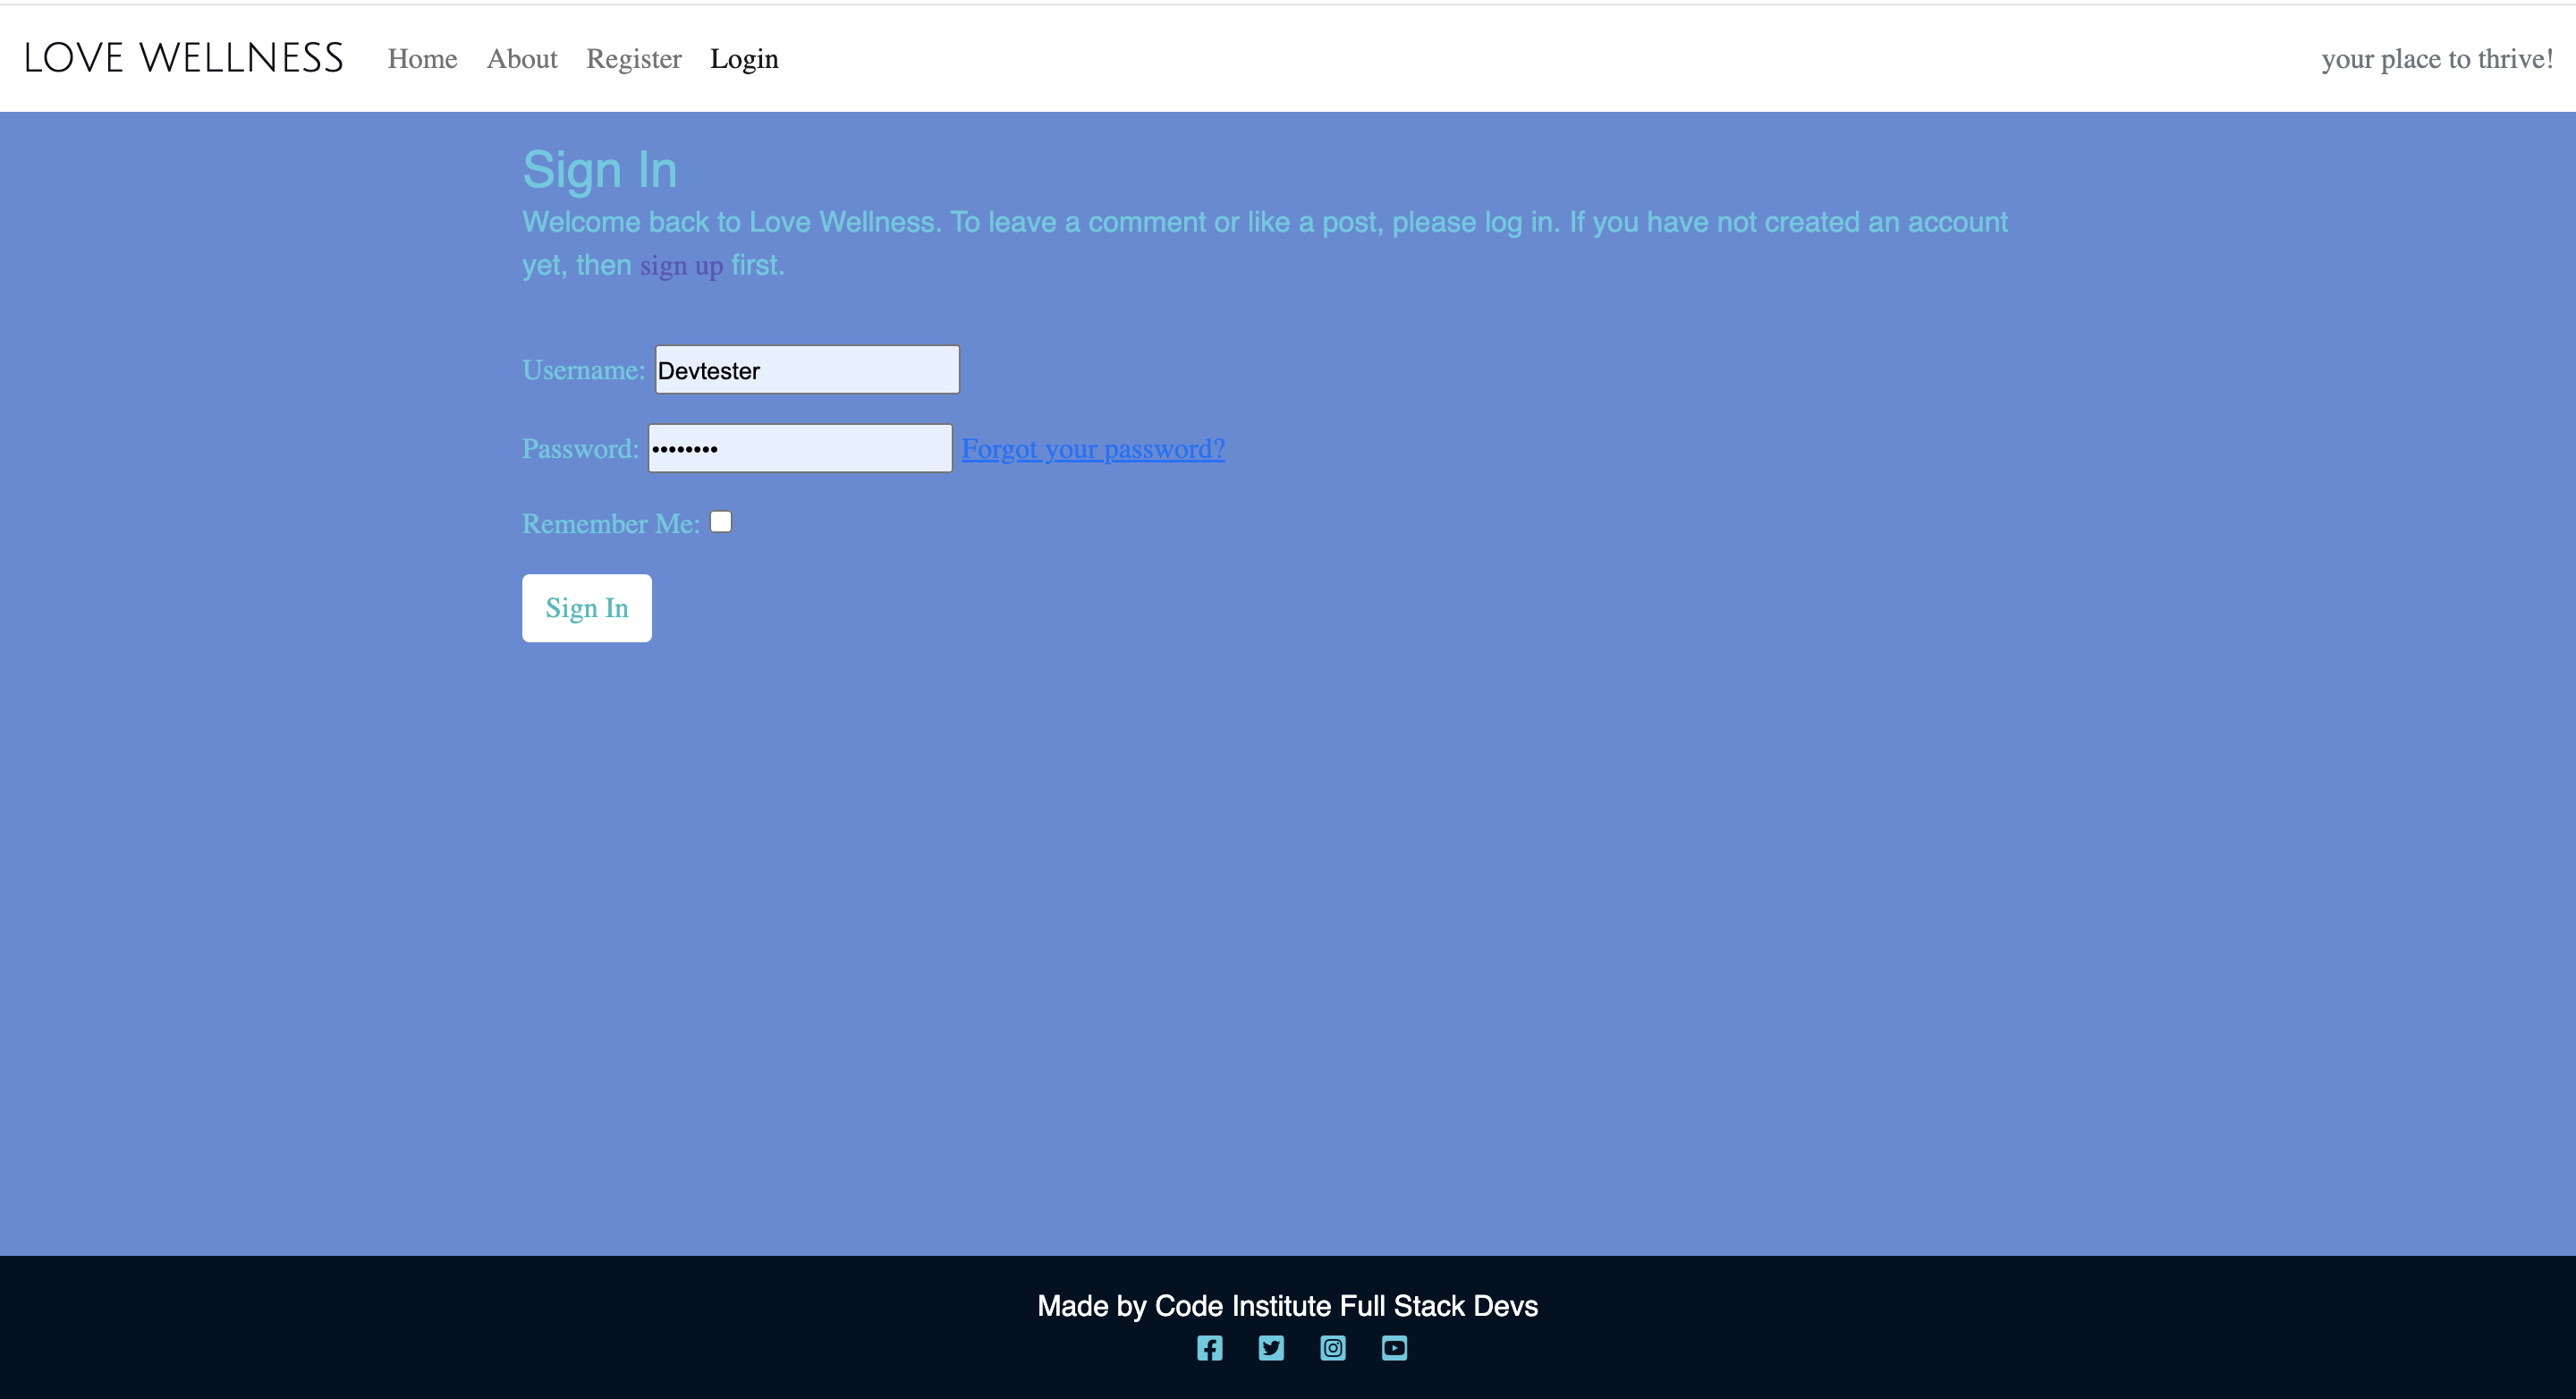 LOVE WELLNESS Home About Register Login your place to thrive!
Sign In
Welcome back to Love Wellness. To leave a comment or like a post, please log in. If you have not created an account
yet, then sign up first.
Username: Devtester
Password: •••••••• Forgot your password?
Remember Me:
Sign In
Made by Code Institute Full Stack Devs